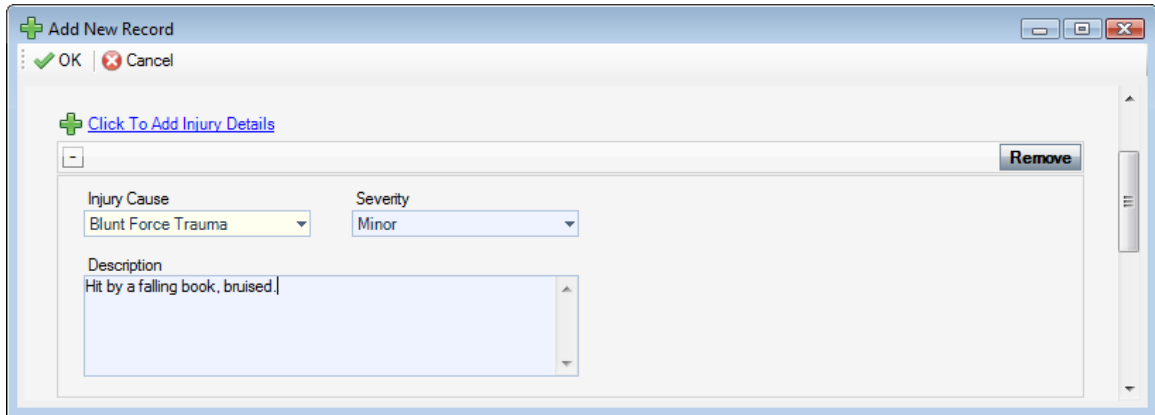 Add New Record
OK Cancel
Click To Add Injury Details
- Remove
Injury Cause Severity
Blunt Force Trauma Minor
Description
Hit by a falling book, bruised.